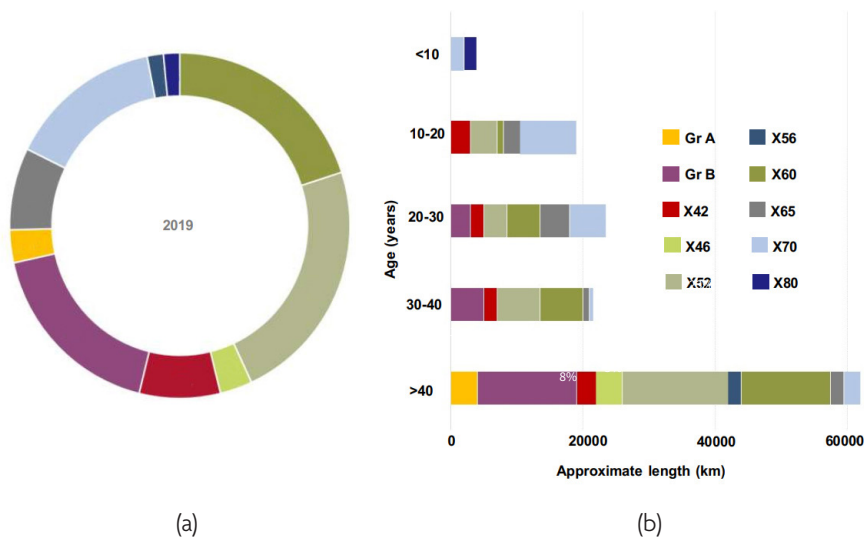 2019
Age (years)
<10
10-20
20-30
30-40
>40
8%
0
20000
40000
60000
Approximate length (km)
Gr A
Gr B
X42
X46
X52
X56
X60
X65
X70
X80
(a)
(b)